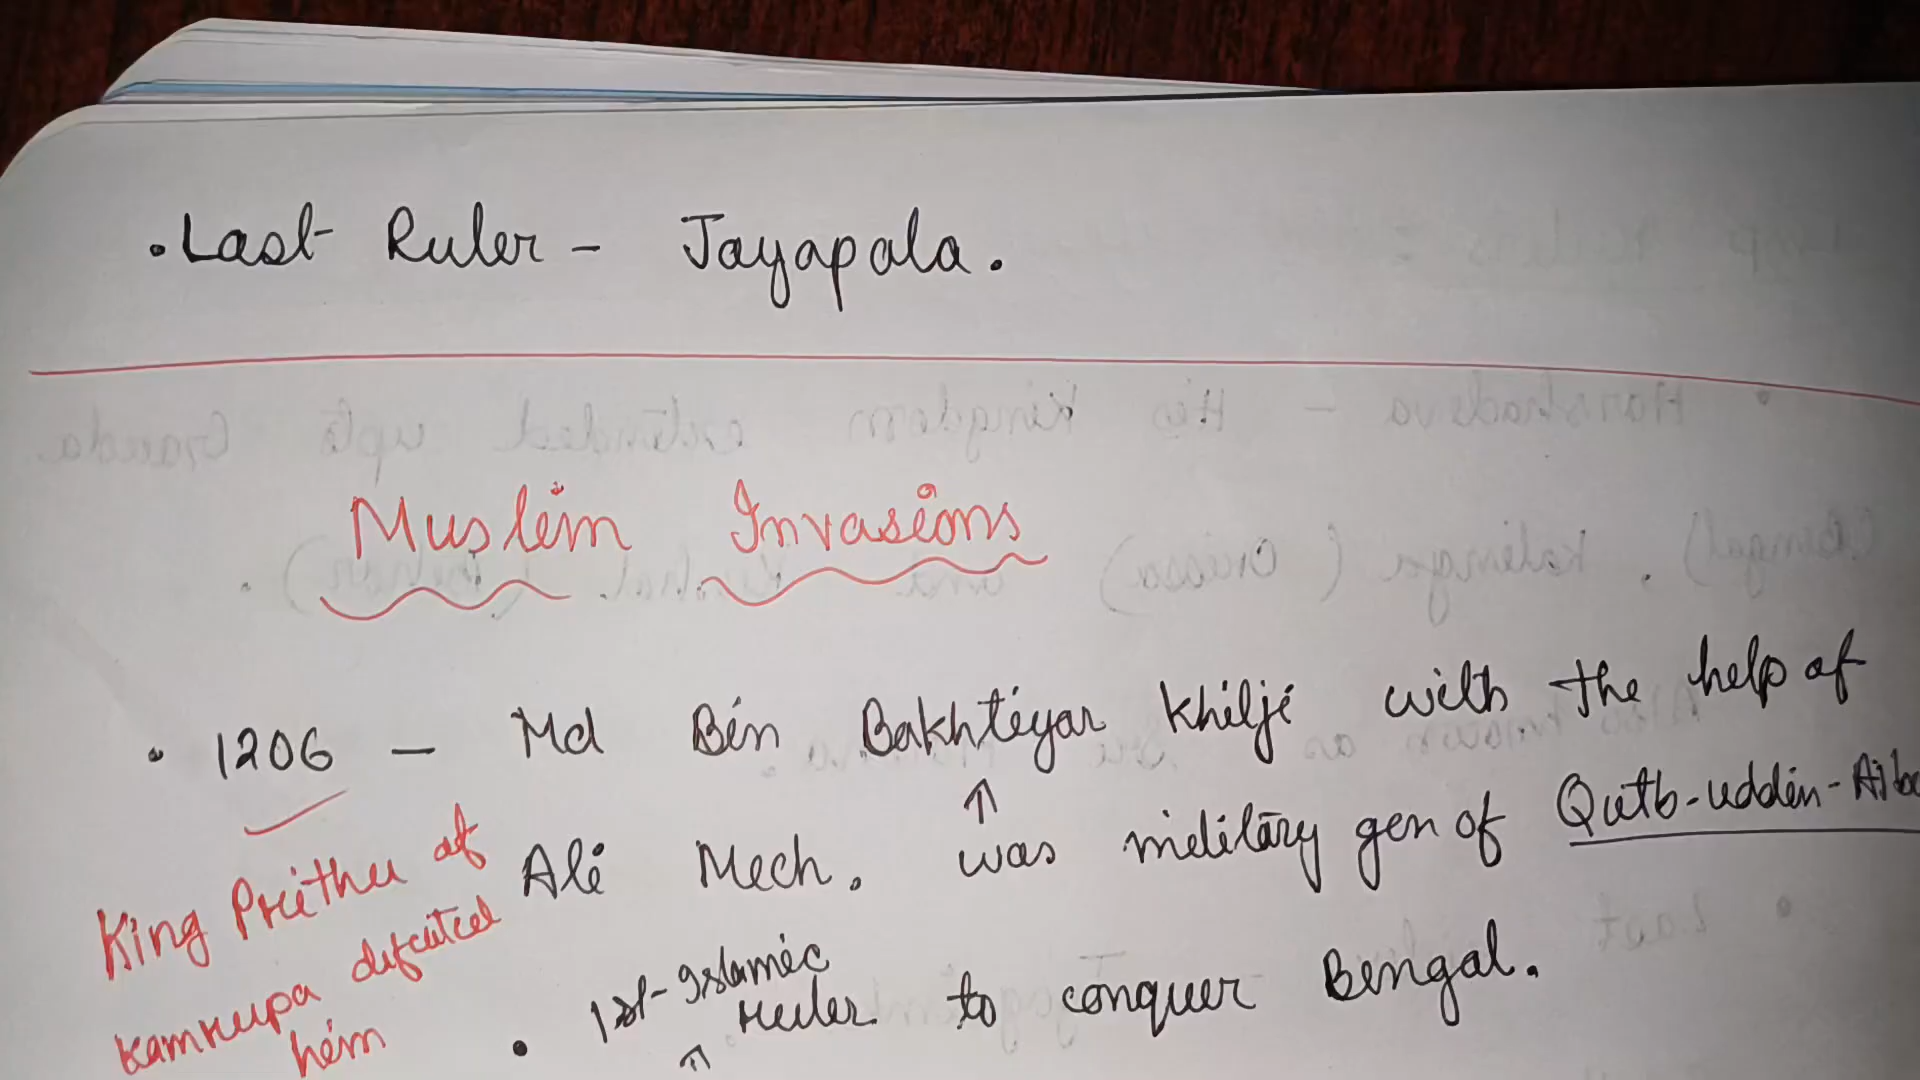 . Last Ruler - Jayapala.
Muslim Invasions
• 1206 - Md Bin Bakhtiyar Khilji with the help of
Ali Mech. ↑ was military gen of Qutb-uddin-Aiba
King Prithu of
Kamrupa defeated
him
• 1st Islamic
ruler to conquer Bengal.
↑